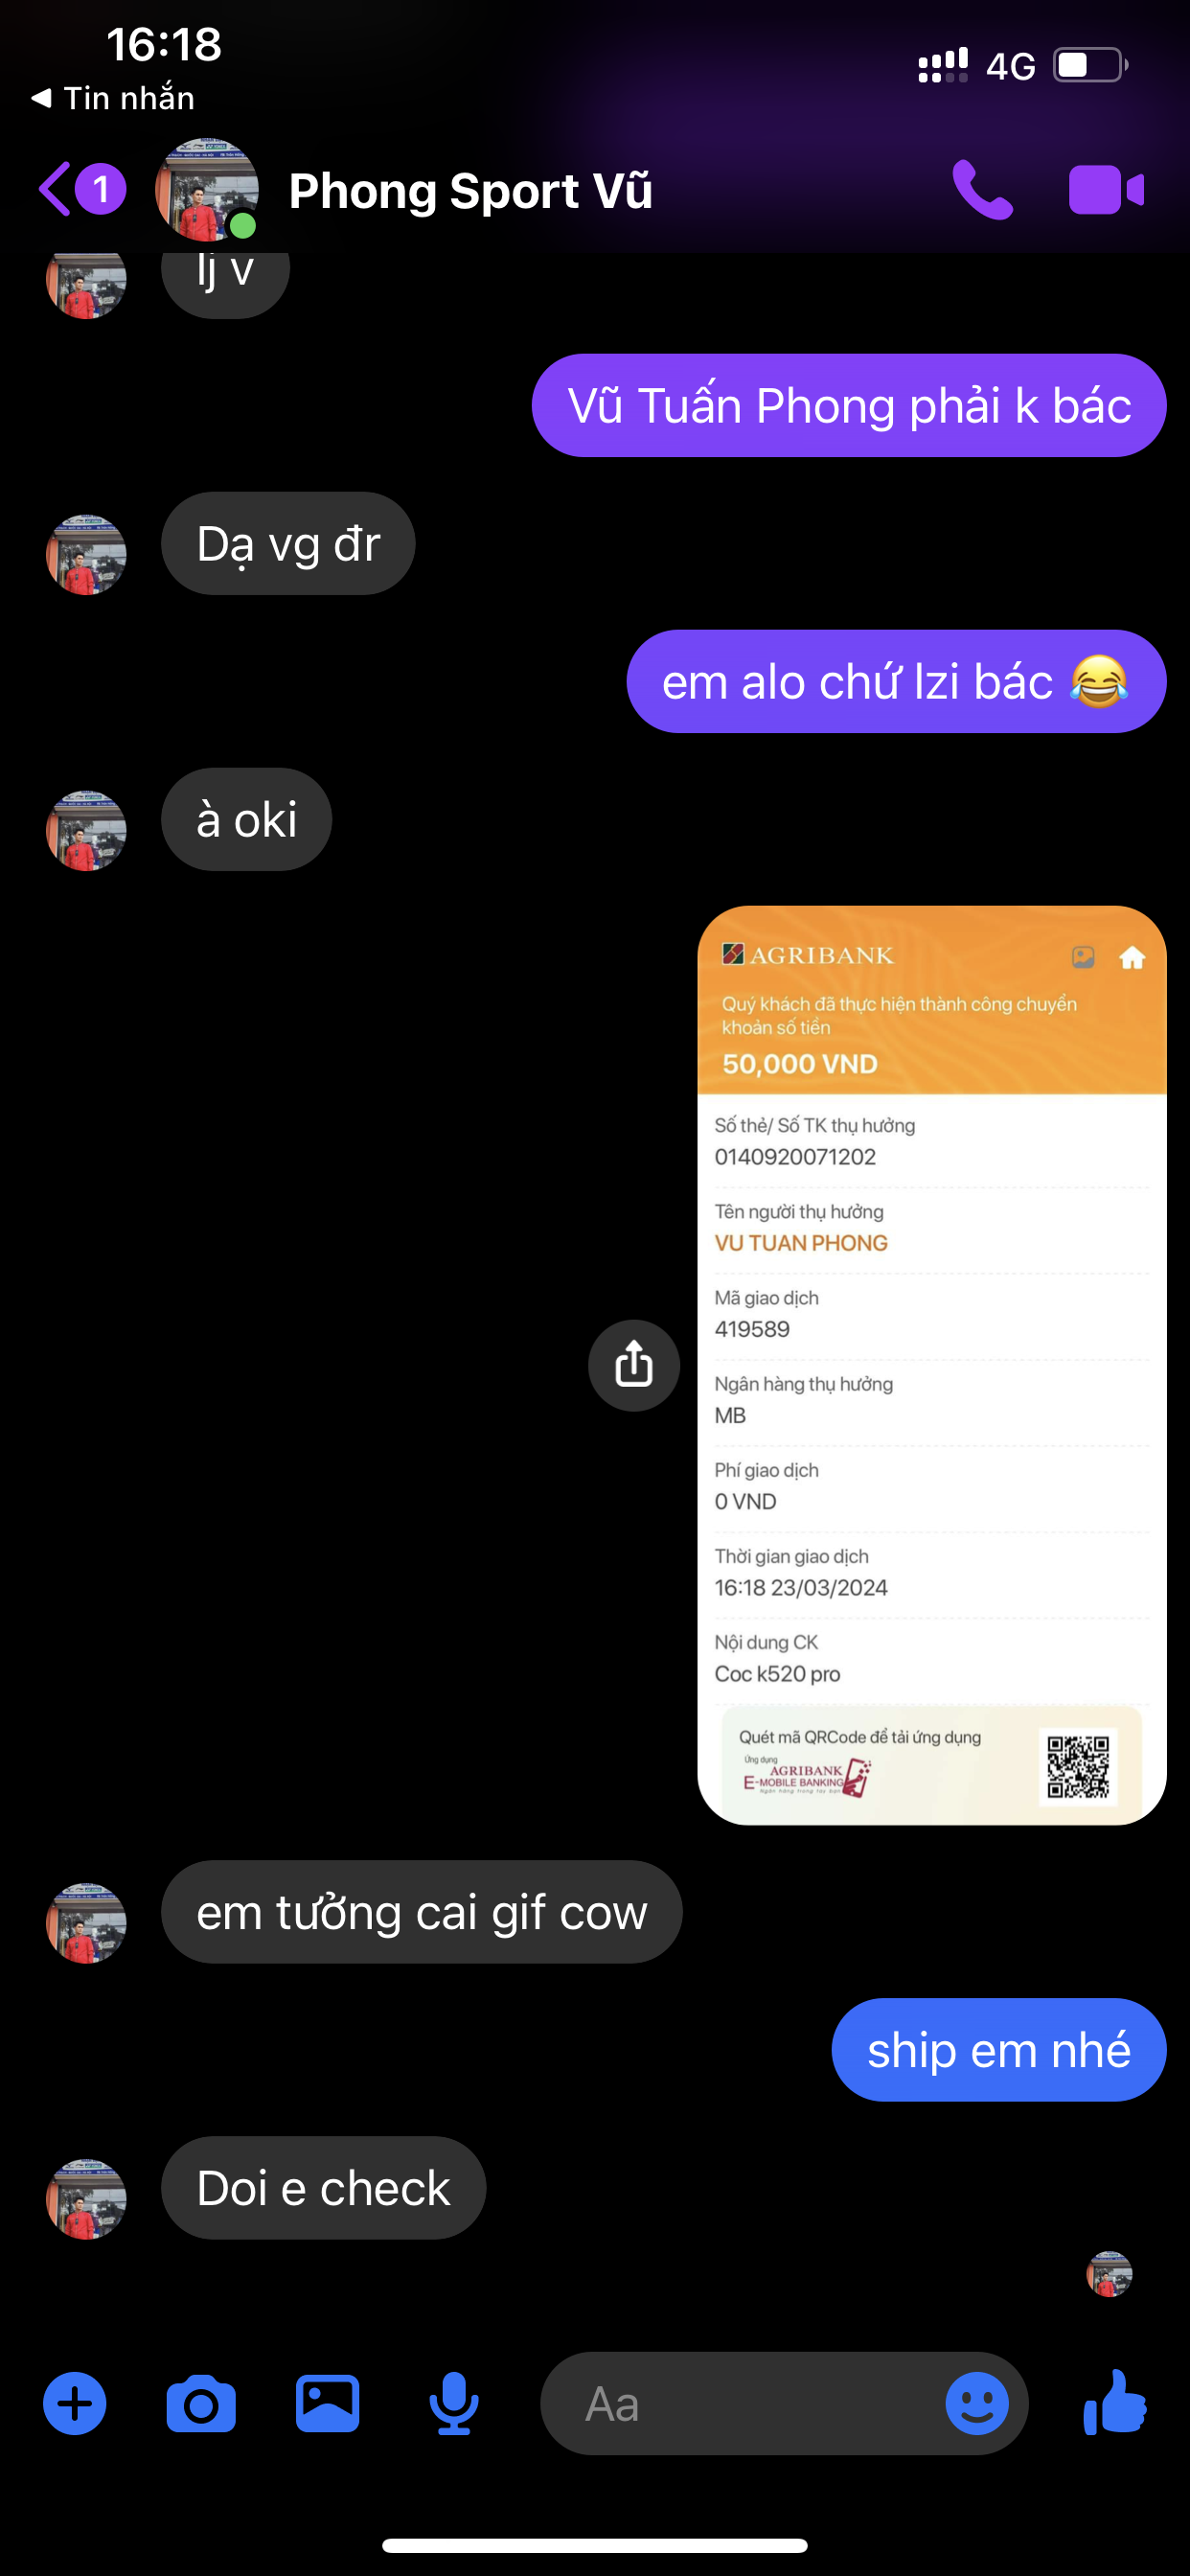 16:18
4G
Tin nhắn
1
Phong Sport Vũ
lj v
Vũ Tuấn Phong phải k bác
Dạ vg đr
em alo chứ lzi bác 😂
à oki
AGRIBANK
Quý khách đã thực hiện thành công chuyển
khoản số tiền
50,000 VND
Số thẻ/ Số TK thụ hưởng
0140920071202
Tên người thụ hưởng
VU TUAN PHONG
Mã giao dịch
419589
Ngân hàng thụ hưởng
MB
Phí giao dịch
0 VND
Thời gian giao dịch
16:18 23/03/2024
Nội dung CK
Coc k520 pro
Quét mã QRCode để tải ứng dụng
Ứng dụng
AGRIBANK
E-MOBILE BANKING
Ngân hàng trong tay bạn
em tưởng cai gif cow
ship em nhé
Doi e check
Aa